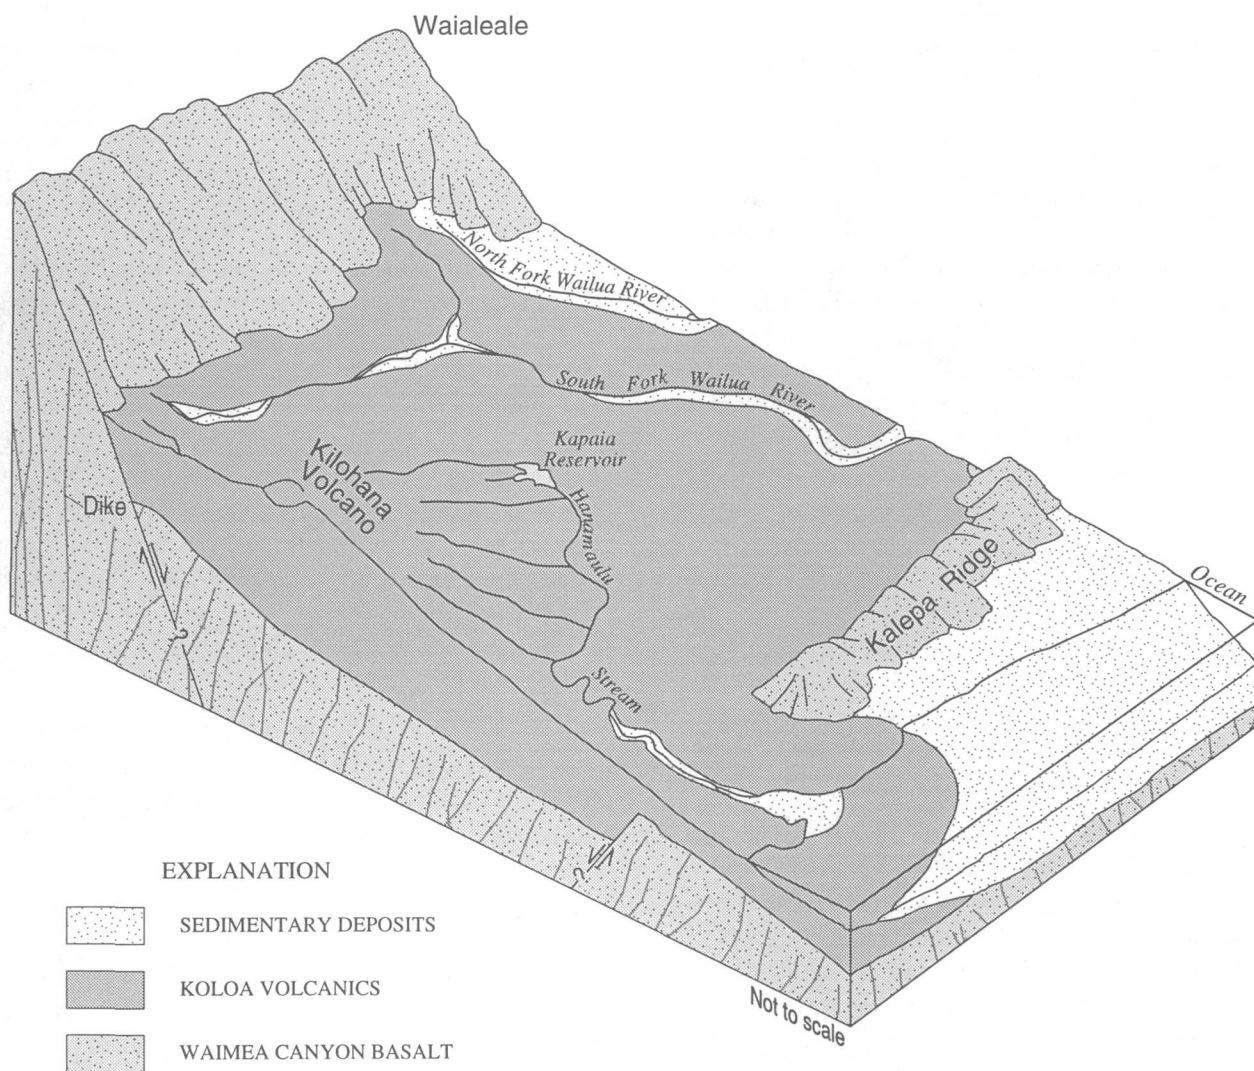 Waialeale
North Fork Wailua River
South Fork Wailua River
Kapaia
Reservoir
Kilohana
Volcano
Hanamaulu
Stream
Dike
Kalepa Ridge
Ocean
?
?
Not to scale
EXPLANATION
SEDIMENTARY DEPOSITS
KOLOA VOLCANICS
WAIMEA CANYON BASALT